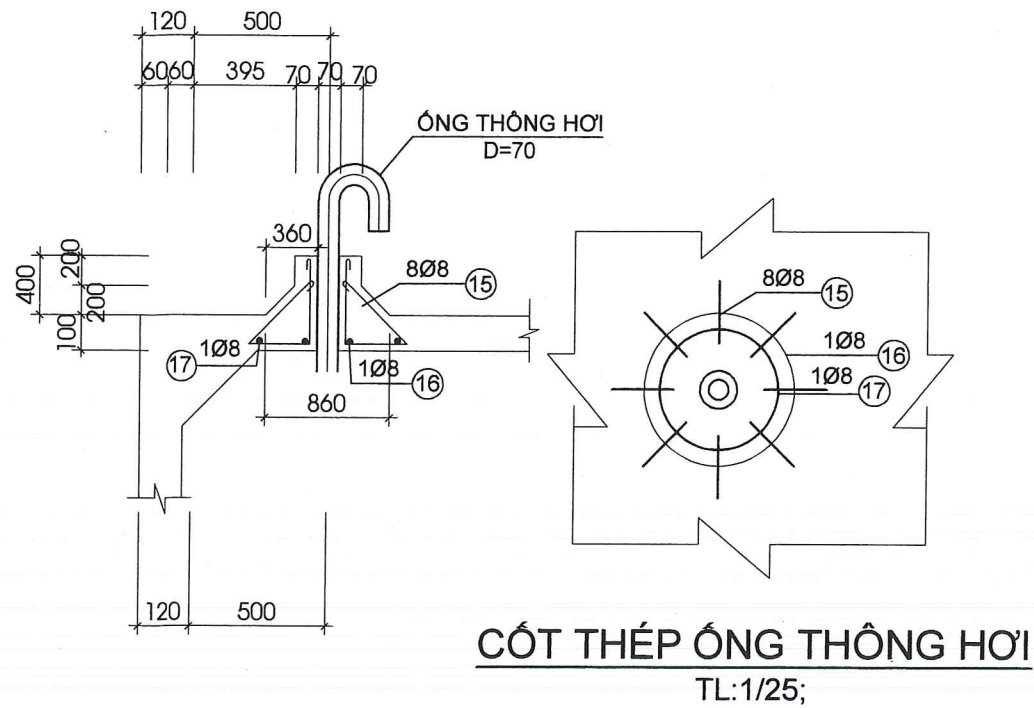 120 500
60 60 395 70 70 70
ỐNG THÔNG HƠI
D=70
360
400
200
200
100
8Ø8 15
17 1Ø8
1Ø8 16
860
8Ø8 15
1Ø8 16
1Ø8 17
120 500
CỐT THÉP ỐNG THÔNG HƠI
TL:1/25;